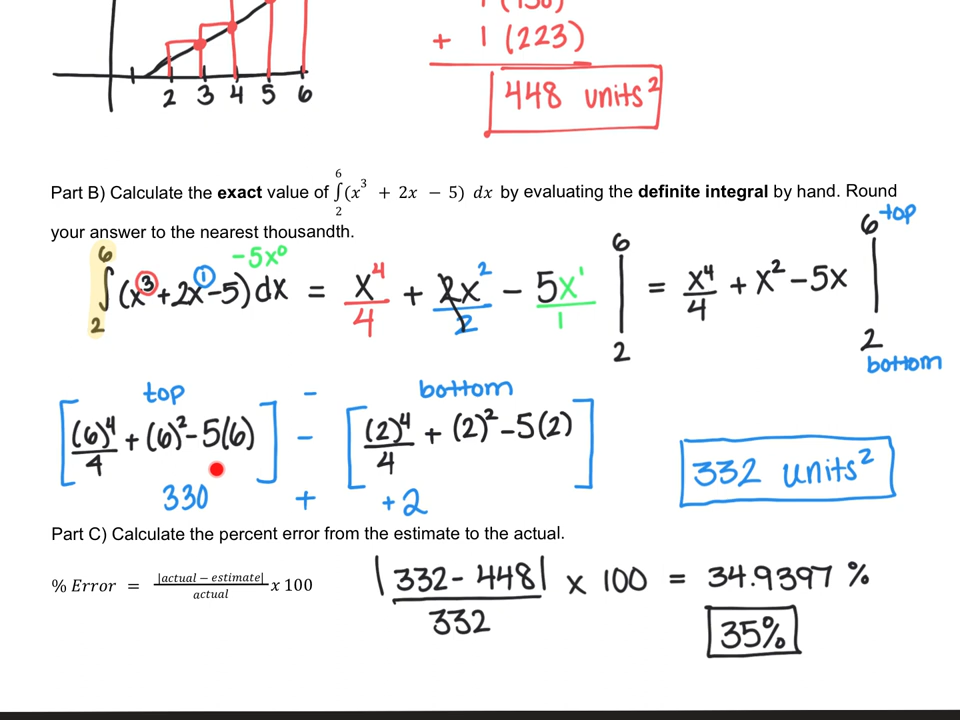 + 1 (223)
448 units²
2 3 4 5 6
Part B) Calculate the exact value of ∫₂⁶(x³ + 2x − 5) dx by evaluating the definite integral by hand. Round
your answer to the nearest thousandth.
−5x⁰
∫₂⁶ (x³+2x¹−5)dx = x⁴/4 + 2x²/2 − 5x¹/1 |₂⁶ = x⁴/4 + x² − 5x |₂⁶ top bottom
top − bottom
[(6)⁴/4 + (6)² − 5(6)] − [(2)⁴/4 + (2)² − 5(2)]
330 + +2
332 units²
Part C) Calculate the percent error from the estimate to the actual.
% Error = |actual − estimate|/actual x 100
|332 − 448|/332 x 100 = 34.9397 %
35%